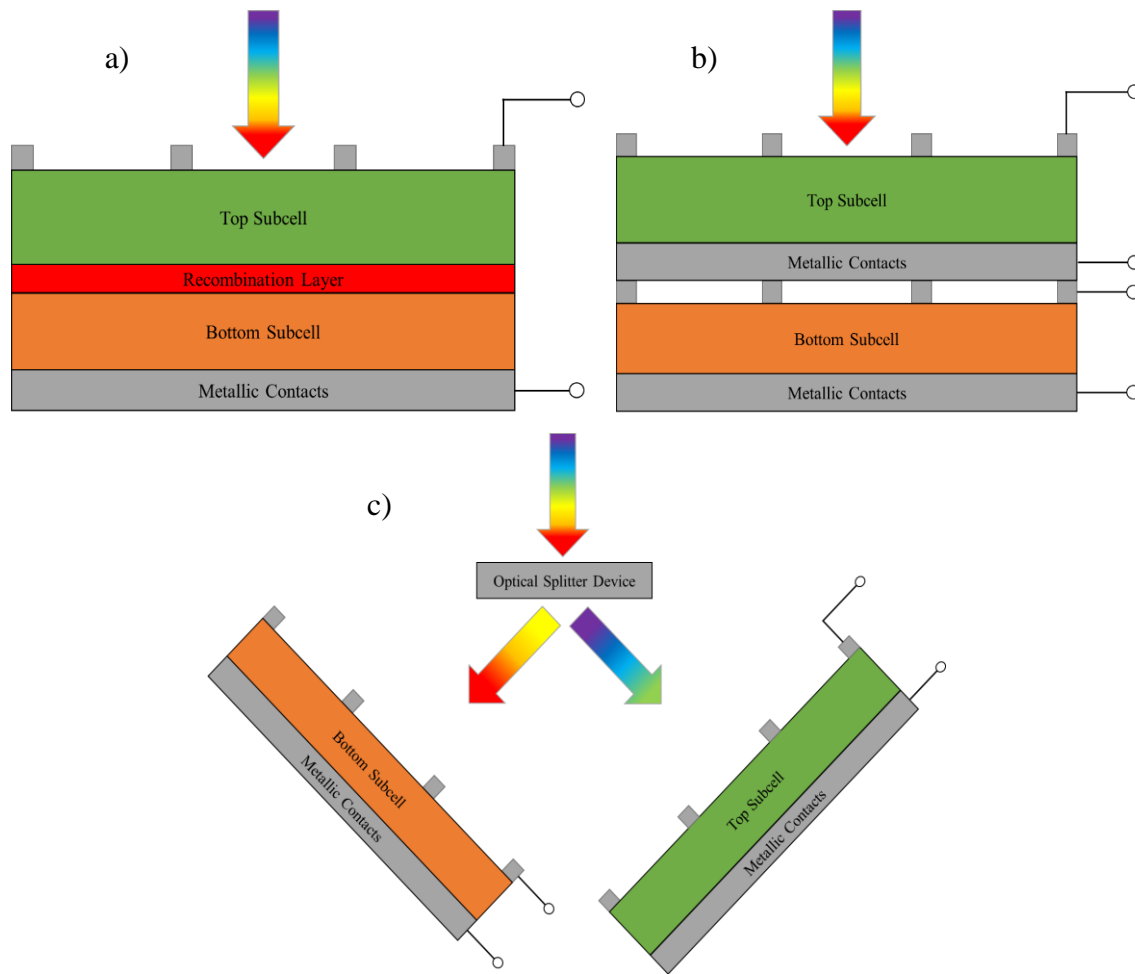 a)
Top Subcell
Recombination Layer
Bottom Subcell
Metallic Contacts
b)
Top Subcell
Metallic Contacts
Bottom Subcell
Metallic Contacts
c)
Optical Splitter Device
Bottom Subcell
Metallic Contacts
Top Subcell
Metallic Contacts